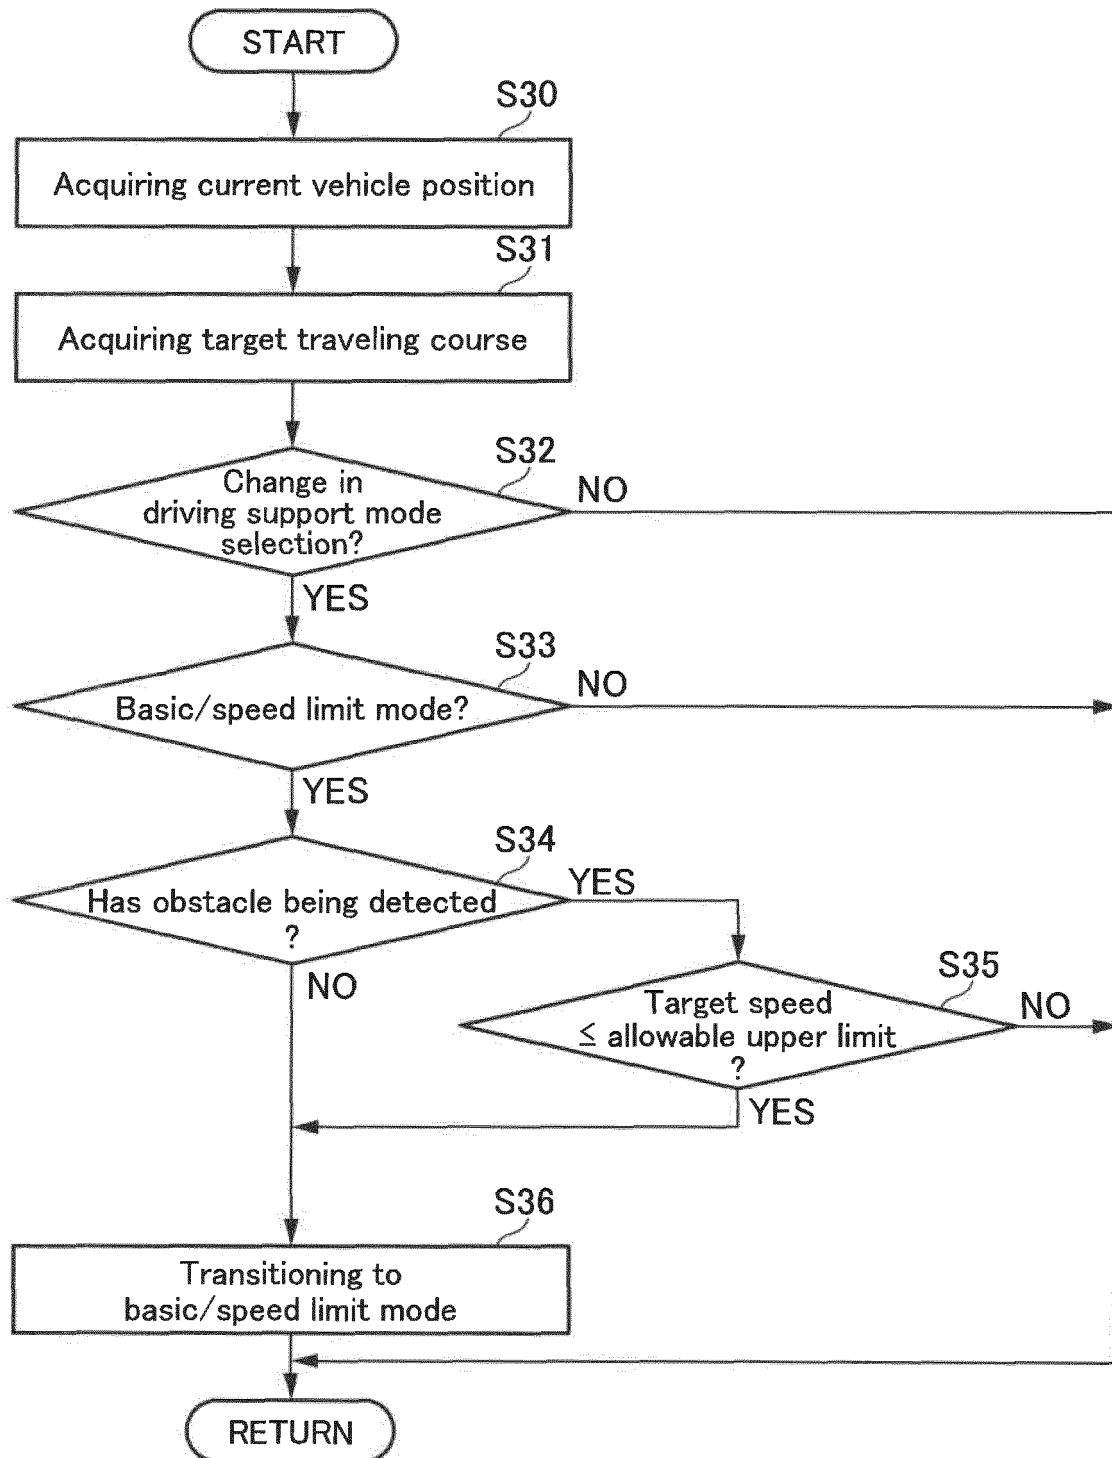 START
S30
Acquiring current vehicle position
S31
Acquiring target traveling course
S32
Change in
driving support mode
selection?
NO
YES
S33
Basic/speed limit mode?
NO
YES
S34
Has obstacle being detected
?
YES
NO
S35
Target speed
≤ allowable upper limit
?
NO
YES
S36
Transitioning to
basic/speed limit mode
RETURN